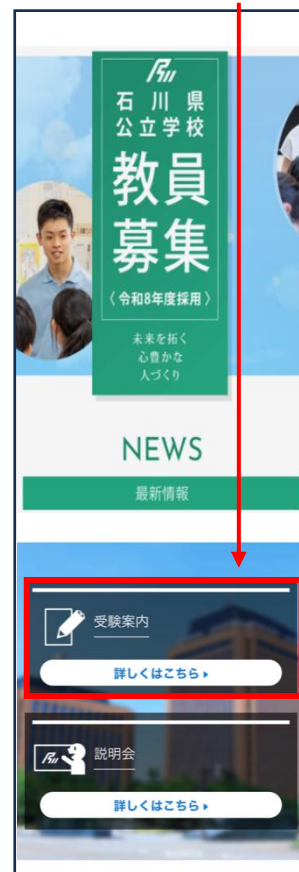 石川県
公立学校
教員
募集
〈令和8年度採用〉
未来を拓く
心豊かな
人づくり
NEWS
最新情報
受験案内
詳しくはこちら▶
説明会
詳しくはこちら▶